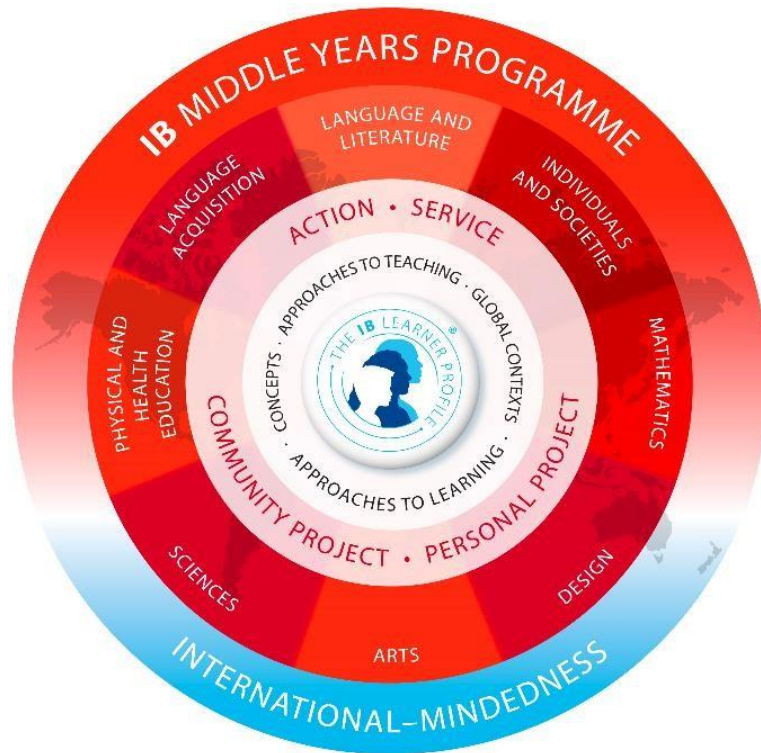 IB MIDDLE YEARS PROGRAMME
LANGUAGE AND
LITERATURE
INDIVIDUALS
AND SOCIETIES
MATHEMATICS
DESIGN
ARTS
SCIENCES
PHYSICAL AND
HEALTH
EDUCATION
LANGUAGE
ACQUISITION
ACTION • SERVICE
COMMUNITY PROJECT • PERSONAL PROJECT
APPROACHES TO TEACHING · GLOBAL CONTEXTS ·
APPROACHES TO LEARNING · CONCEPTS ·
THE IB LEARNER PROFILE ®
INTERNATIONAL–MINDEDNESS